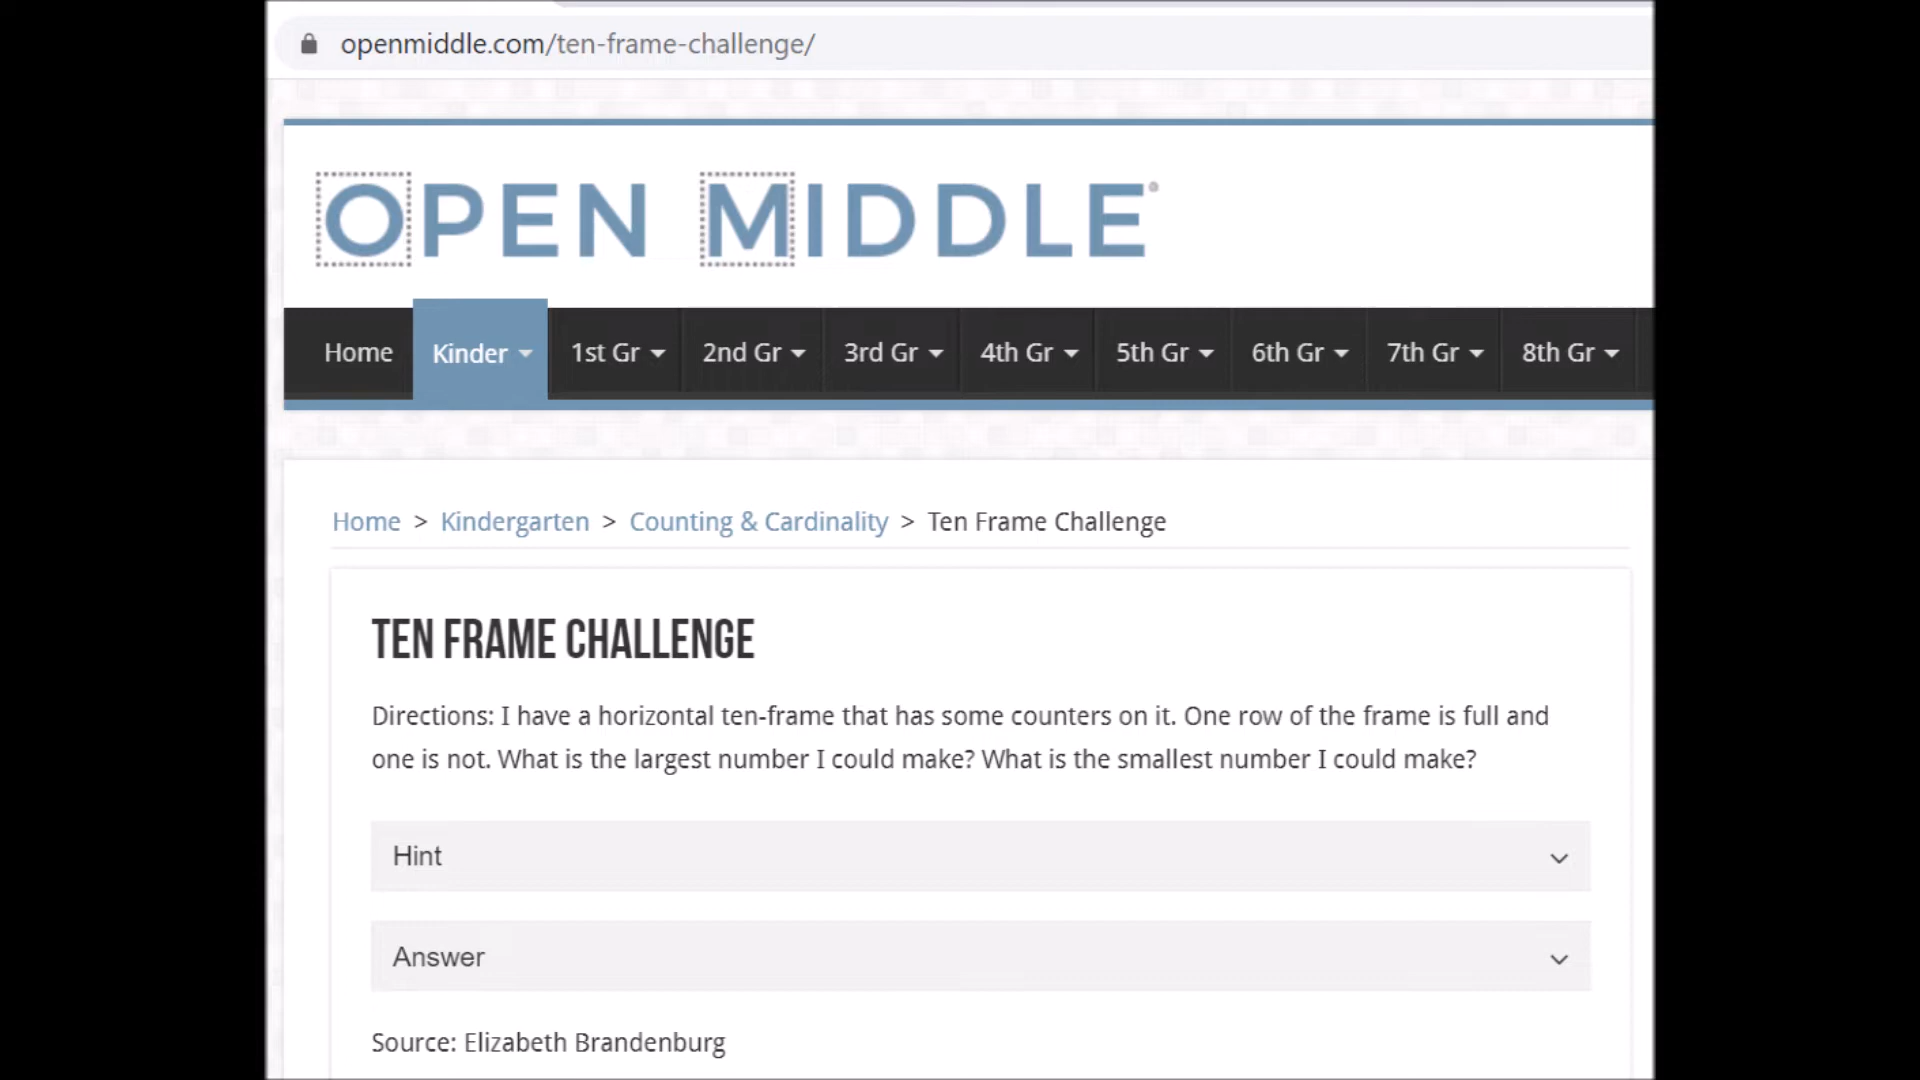 openmiddle.com/ten-frame-challenge/
OPEN MIDDLE
Home Kinder 1st Gr 2nd Gr 3rd Gr 4th Gr 5th Gr 6th Gr 7th Gr 8th Gr
Home > Kindergarten > Counting & Cardinality > Ten Frame Challenge
TEN FRAME CHALLENGE
Directions: I have a horizontal ten-frame that has some counters on it. One row of the frame is full and
one is not. What is the largest number I could make? What is the smallest number I could make?
Hint
Answer
Source: Elizabeth Brandenburg